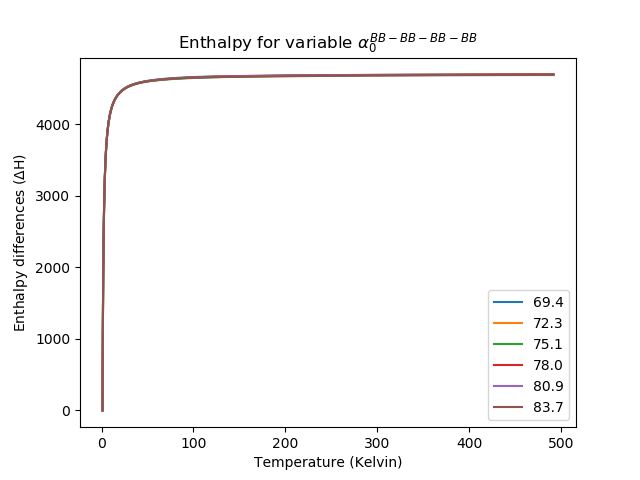 Enthalpy for variable α₀^{BB−BB−BB−BB}
Enthalpy differences (ΔH)
4000
3000
2000
1000
0
0 100 200 300 400 500
Temperature (Kelvin)
69.4
72.3
75.1
78.0
80.9
83.7